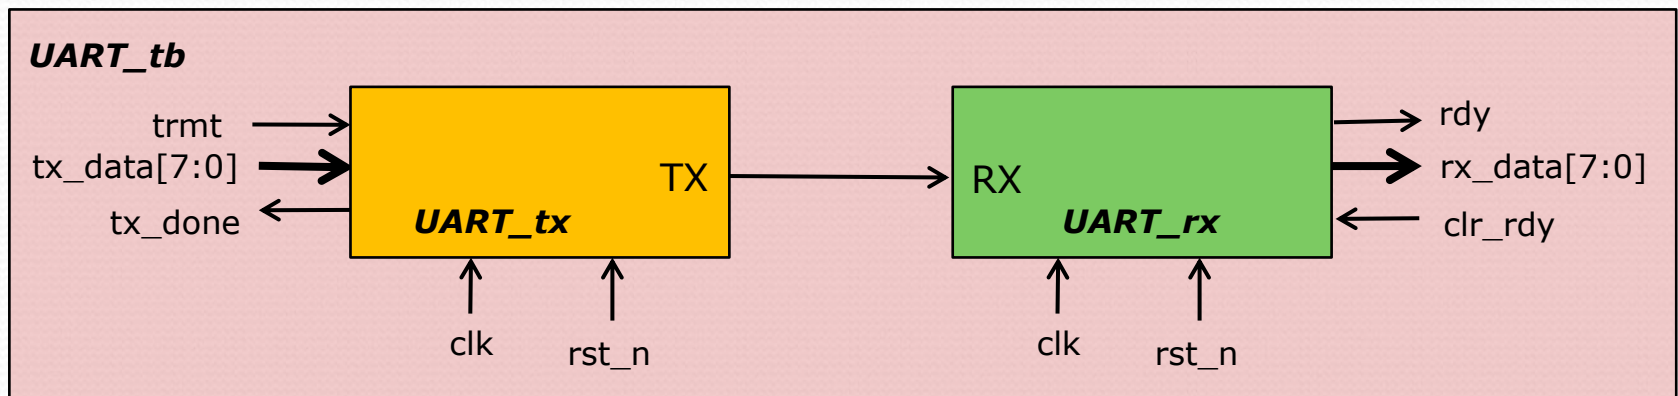 UART_tb
trmt
tx_data[7:0]
tx_done
TX
UART_tx
clk
rst_n
RX
UART_rx
clk
rst_n
rdy
rx_data[7:0]
clr_rdy